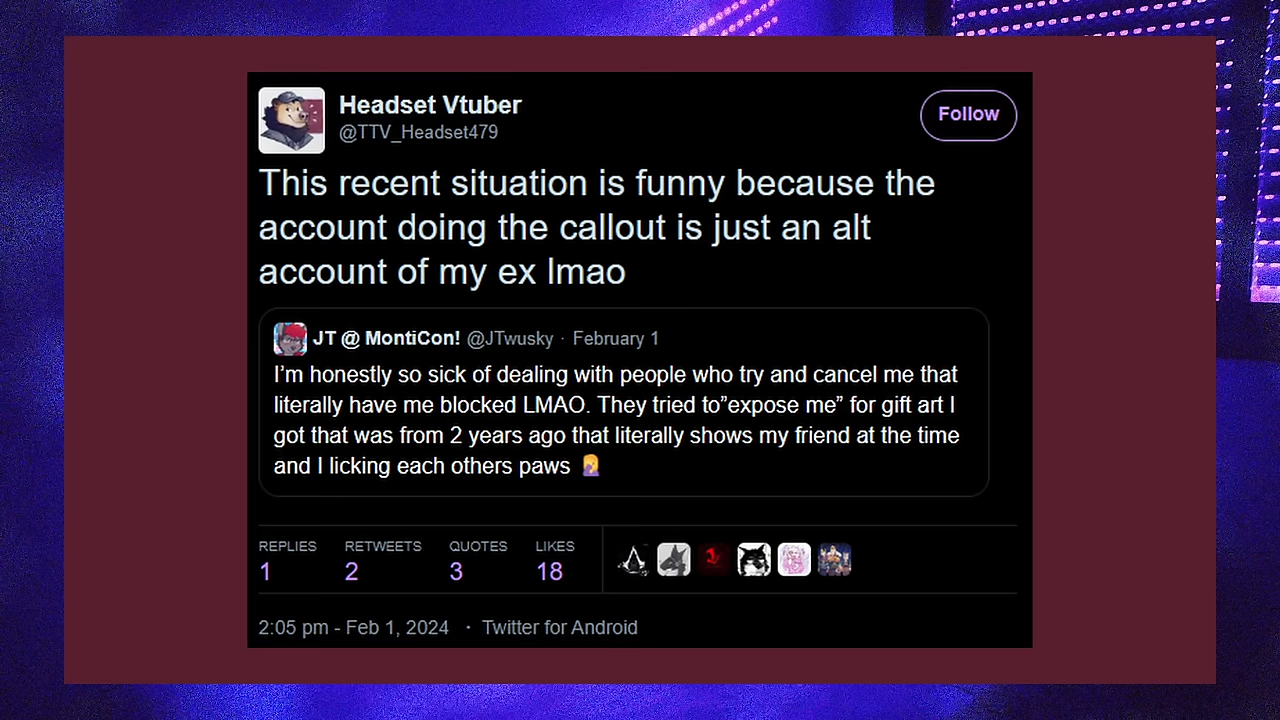 Headset Vtuber
@TTV_Headset479
Follow
This recent situation is funny because the
account doing the callout is just an alt
account of my ex lmao
JT @ MontiCon! @JTwusky · February 1
I’m honestly so sick of dealing with people who try and cancel me that
literally have me blocked LMAO. They tried to”expose me” for gift art I
got that was from 2 years ago that literally shows my friend at the time
and I licking each others paws 🤦‍♀️
REPLIES RETWEETS QUOTES LIKES
1 2 3 18
2:05 pm - Feb 1, 2024 · Twitter for Android